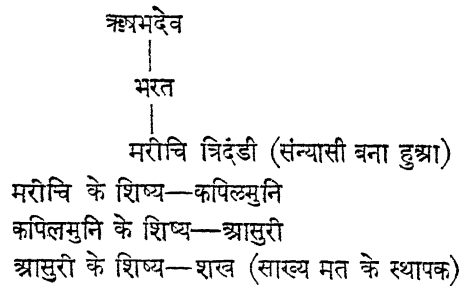 ऋषभदेव
भरत
मरीचि त्रिदंडी (संन्यासी बना हुआ)
मरीचि के शिष्य—कपिलमुनि
कपिलमुनि के शिष्य—आसुरी
आसुरी के शिष्य—शख (साख्य मत के स्थापक)